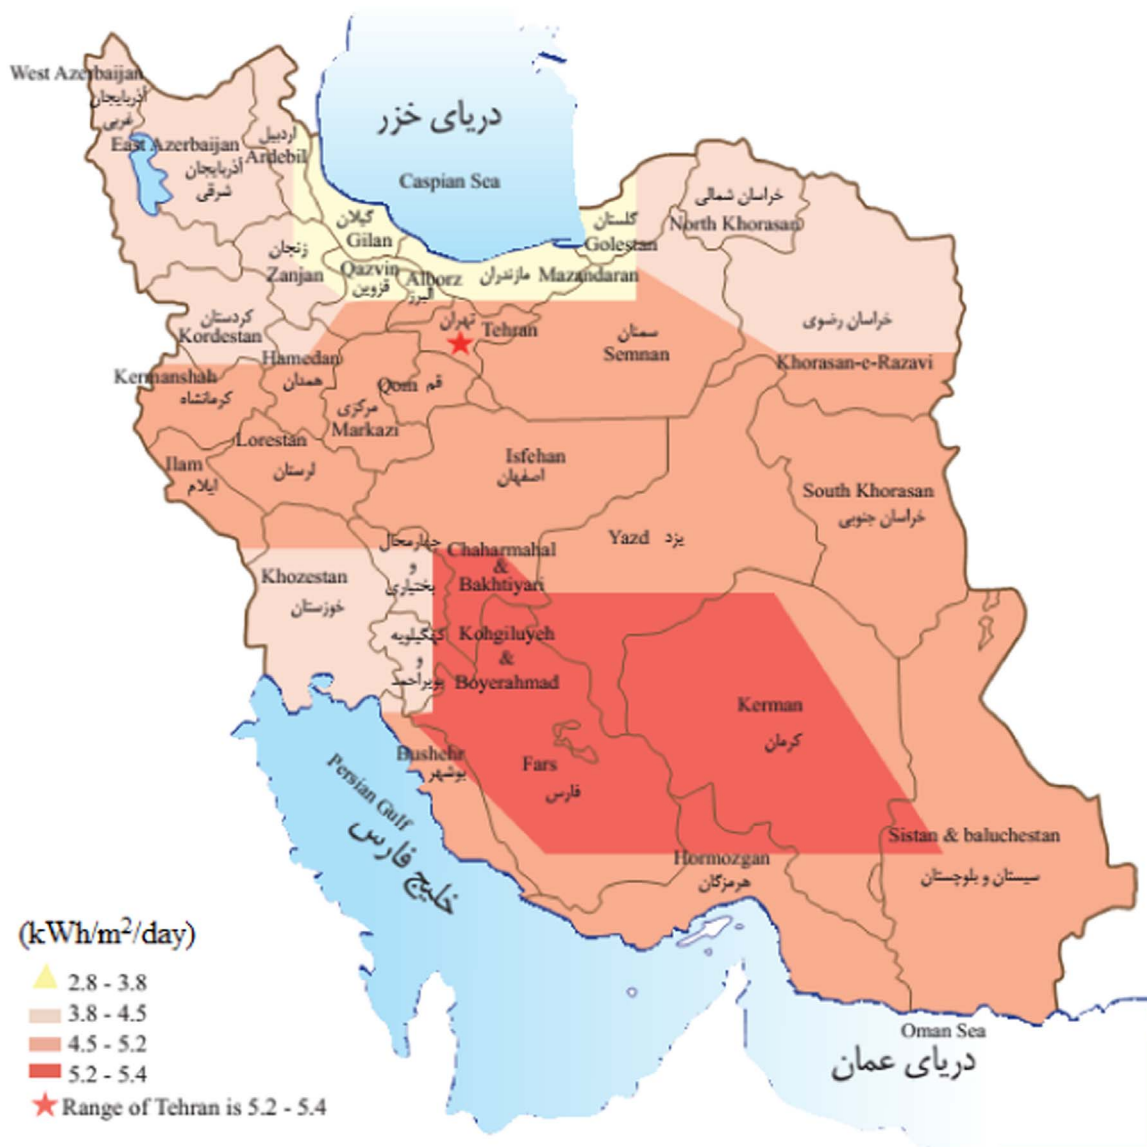 West Azerbaijan
آذربایجان
غربی
East Azerbaijan
آذربایجان
شرقی
اردبیل
Ardebil
دریای خزر
Caspian Sea
گیلان
Gilan
گلستان
Golestan
خراسان شمالی
North Khorasan
زنجان
Zanjan
Qazvin
قزوین
Alborz
البرز
مازندران Mazandaran
کردستان
Kordestan
تهران Tehran
سمنان
Semnan
خراسان رضوی
Khorasan-e-Razavi
Hamedan
همدان
Kermanshah
کرمانشاه
Qom قم
مرکزی
Markazi
Lorestan
لرستان
Ilam
ایلام
Isfehan
اصفهان
South Khorasan
خراسان جنوبی
Yazd یزد
چهارمحال
و
بختیاری
Chaharmahal
&
Bakhtiyari
Khozestan
خوزستان
کهگیلویه
و
بویراحمد
Kohgiluyeh
&
Boyerahmad
Kerman
کرمان
Bushehr
بوشهر
Fars
فارس
Persian Gulf
خلیج فارس
Hormozgan
هرمزگان
Sistan & baluchestan
سیستان و بلوچستان
Oman Sea
دریای عمان
(kWh/m²/day)
2.8 - 3.8
3.8 - 4.5
4.5 - 5.2
5.2 - 5.4
Range of Tehran is 5.2 - 5.4